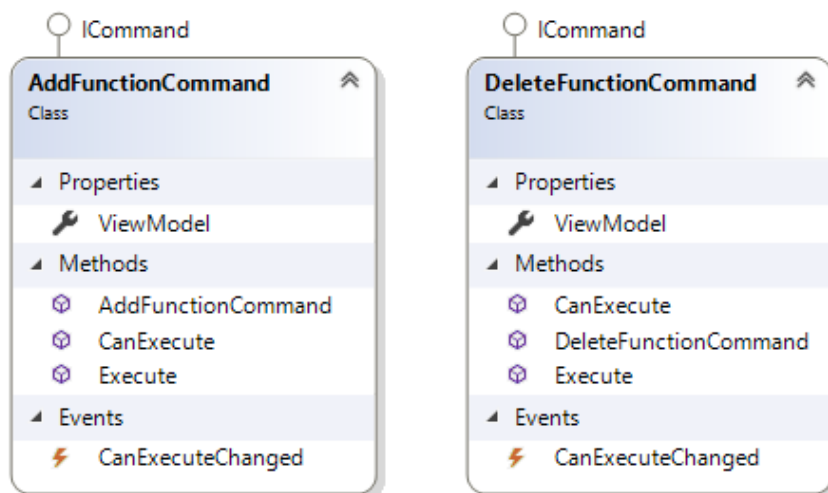 ICommand
AddFunctionCommand
Class
Properties
ViewModel
Methods
AddFunctionCommand
CanExecute
Execute
Events
CanExecuteChanged
ICommand
DeleteFunctionCommand
Class
Properties
ViewModel
Methods
CanExecute
DeleteFunctionCommand
Execute
Events
CanExecuteChanged